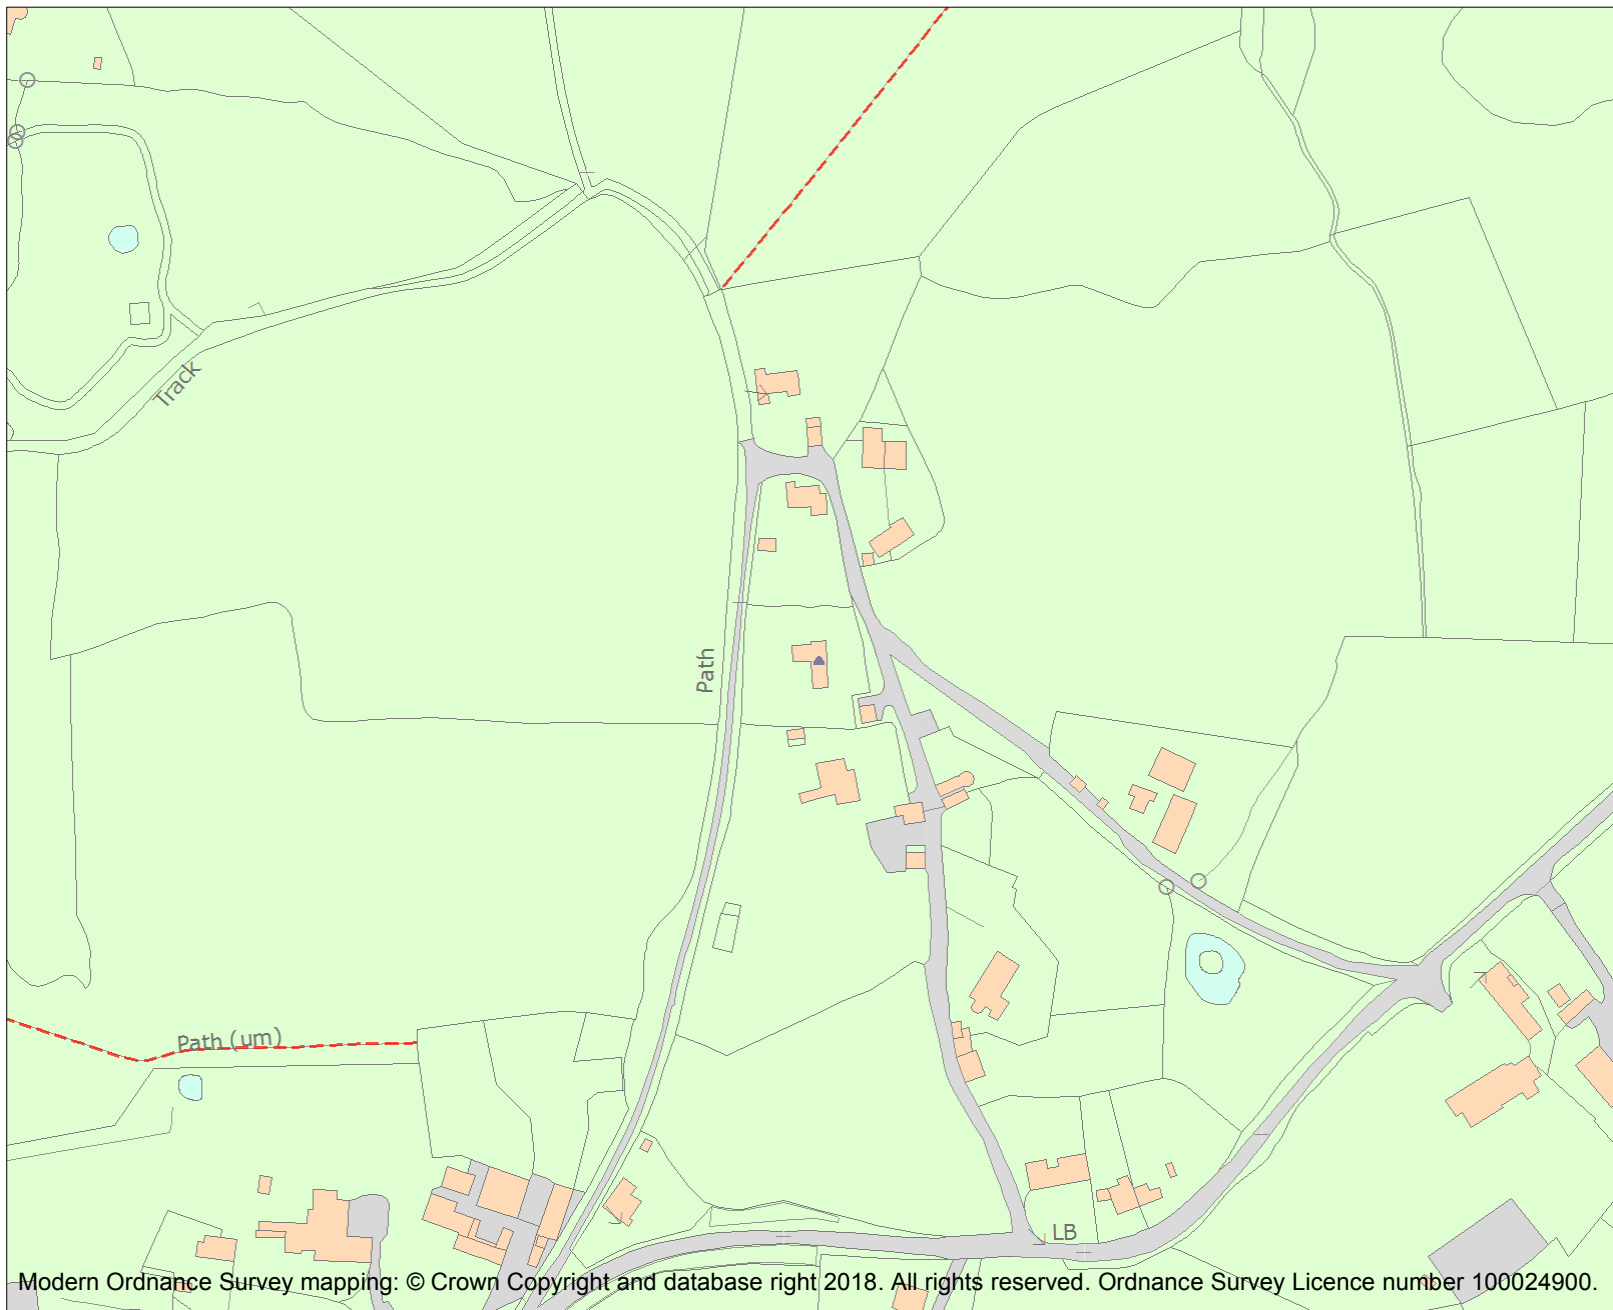 Track
Path
Path (um)
LB
Modern Ordnance Survey mapping: © Crown Copyright and database right 2018. All rights reserved. Ordnance Survey Licence number 100024900.